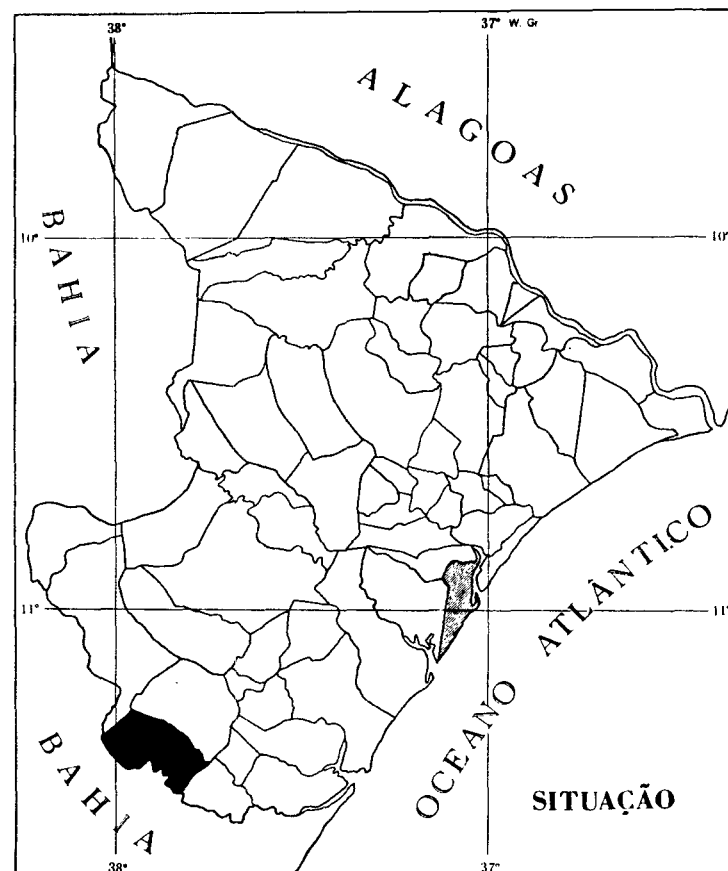 38°
37° W. Gr
ALAGOAS
BAHIA
10°
10°
OCEANO ATLÂNTICO
11°
11°
BAHIA
SITUAÇÃO
38°
37°